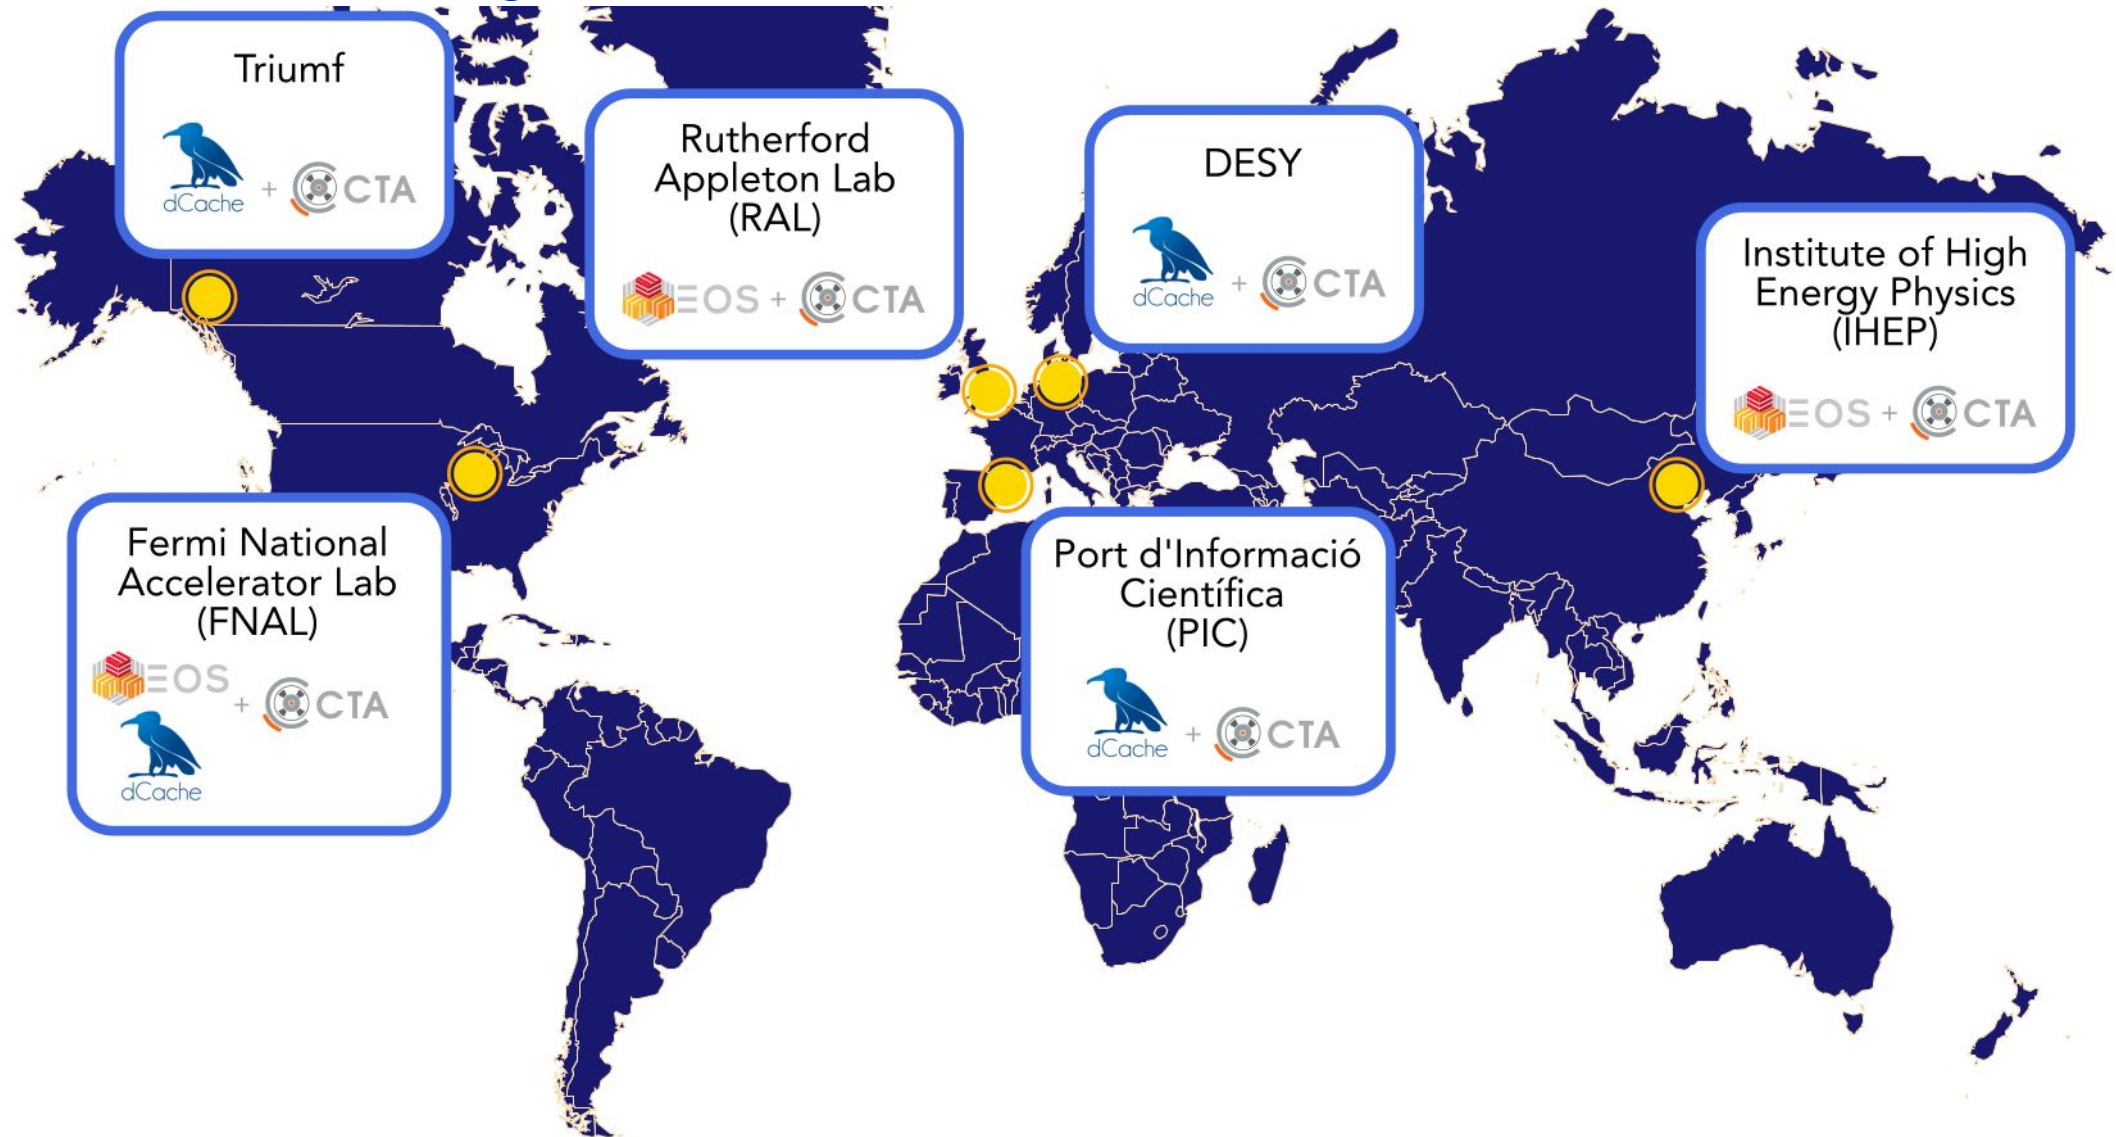 Triumf
dCache + CTA
Rutherford
Appleton Lab
(RAL)
EOS + CTA
DESY
dCache + CTA
Institute of High
Energy Physics
(IHEP)
EOS + CTA
Fermi National
Accelerator Lab
(FNAL)
EOS
+ CTA
dCache
Port d'Informació
Científica
(PIC)
dCache + CTA